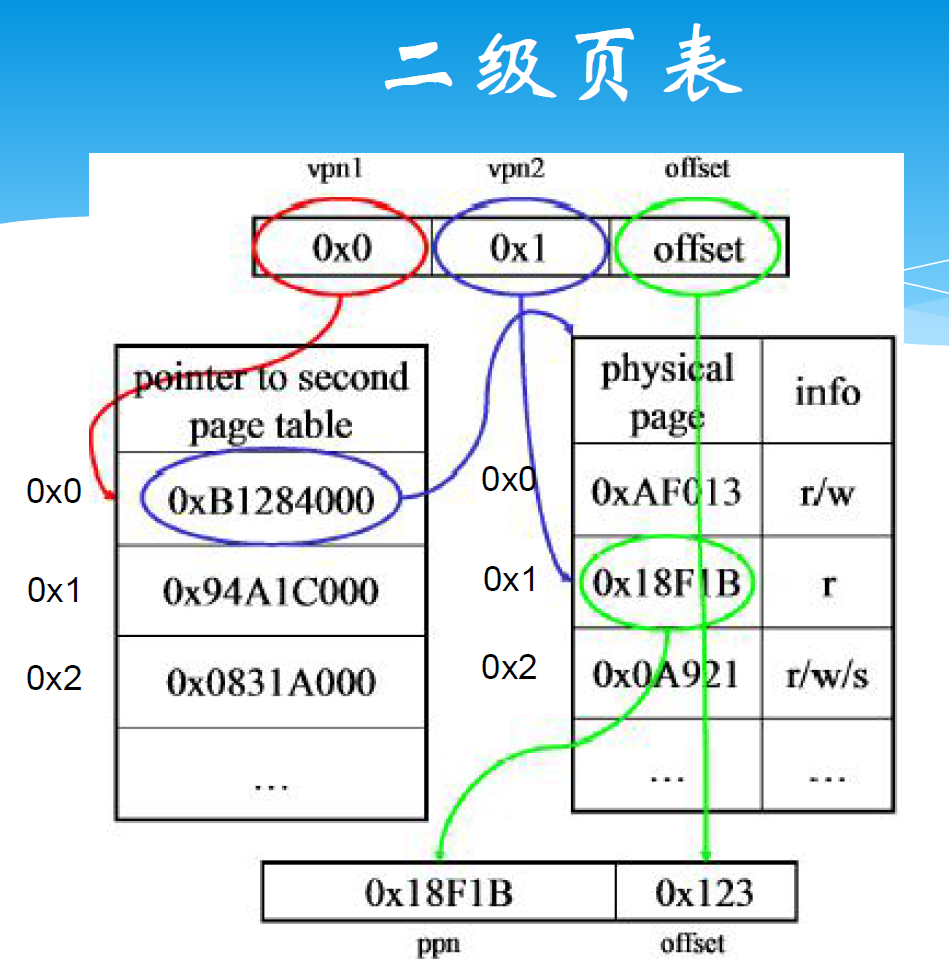 二级页表
vpn1 vpn2 offset
0x0 0x1 offset
pointer to second
page table
0x0 0xB1284000
0x1 0x94A1C000
0x2 0x0831A000
...
physical
page
info
0x0 0xAF013 r/w
0x1 0x18F1B r
0x2 0x0A921 r/w/s
... ...
0x18F1B 0x123
ppn offset